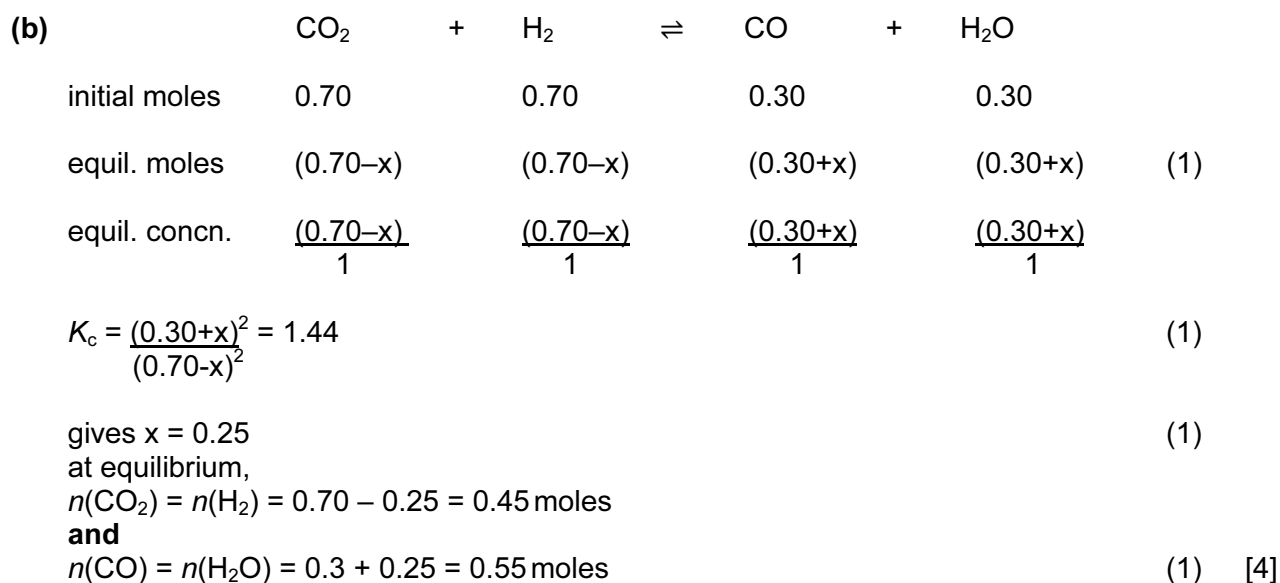 (b) CO₂ + H₂ ⇌ CO + H₂O
initial moles 0.70 0.70 0.30 0.30
equil. moles (0.70–x) (0.70–x) (0.30+x) (0.30+x) (1)
equil. concn. (0.70–x) (0.70–x) (0.30+x) (0.30+x)
1 1 1 1
Kc = (0.30+x)² = 1.44 (1)
(0.70-x)²
gives x = 0.25 (1)
at equilibrium,
n(CO₂) = n(H₂) = 0.70 – 0.25 = 0.45 moles
and
n(CO) = n(H₂O) = 0.3 + 0.25 = 0.55 moles (1) [4]